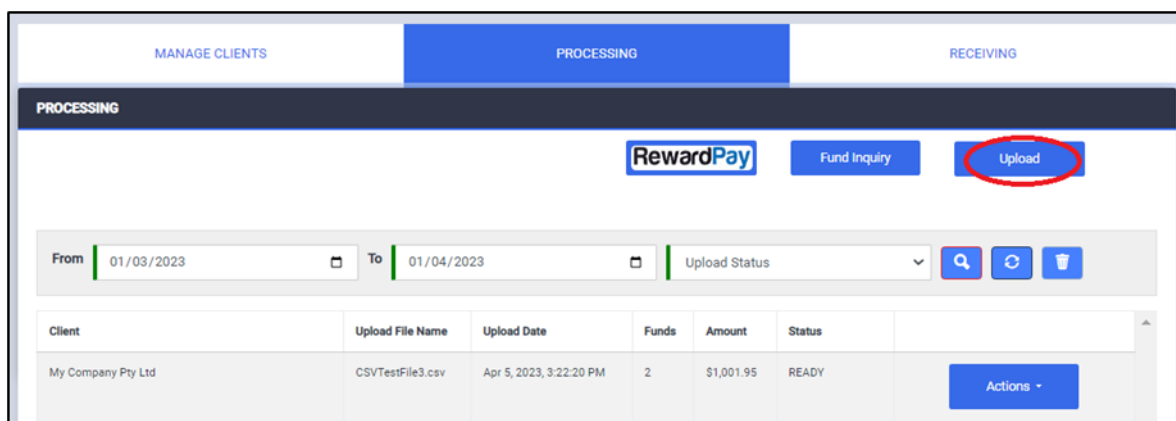 MANAGE CLIENTS PROCESSING RECEIVING
PROCESSING
RewardPay Fund Inquiry Upload
From 01/03/2023 To 01/04/2023 Upload Status
Client Upload File Name Upload Date Funds Amount Status
My Company Pty Ltd CSVTestFile3.csv Apr 5, 2023, 3:22:20 PM 2 $1,001.95 READY Actions